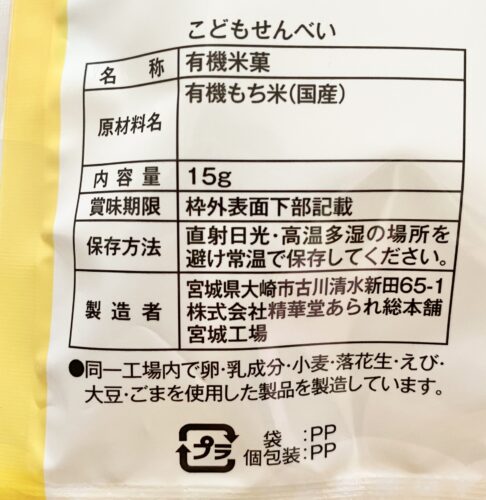 こどもせんべい
名称 有機米菓
原材料名 有機もち米(国産)
内容量 15g
賞味期限 枠外表面下部記載
保存方法 直射日光・高温多湿の場所を
避け常温で保存してください。
製造者 宮城県大崎市古川清水新田65-1
株式会社精華堂あられ総本舗
宮城工場
●同一工場内で卵・乳成分・小麦・落花生・えび・
大豆・ごまを使用した製品を製造しています。
プラ 袋:PP
個包装:PP